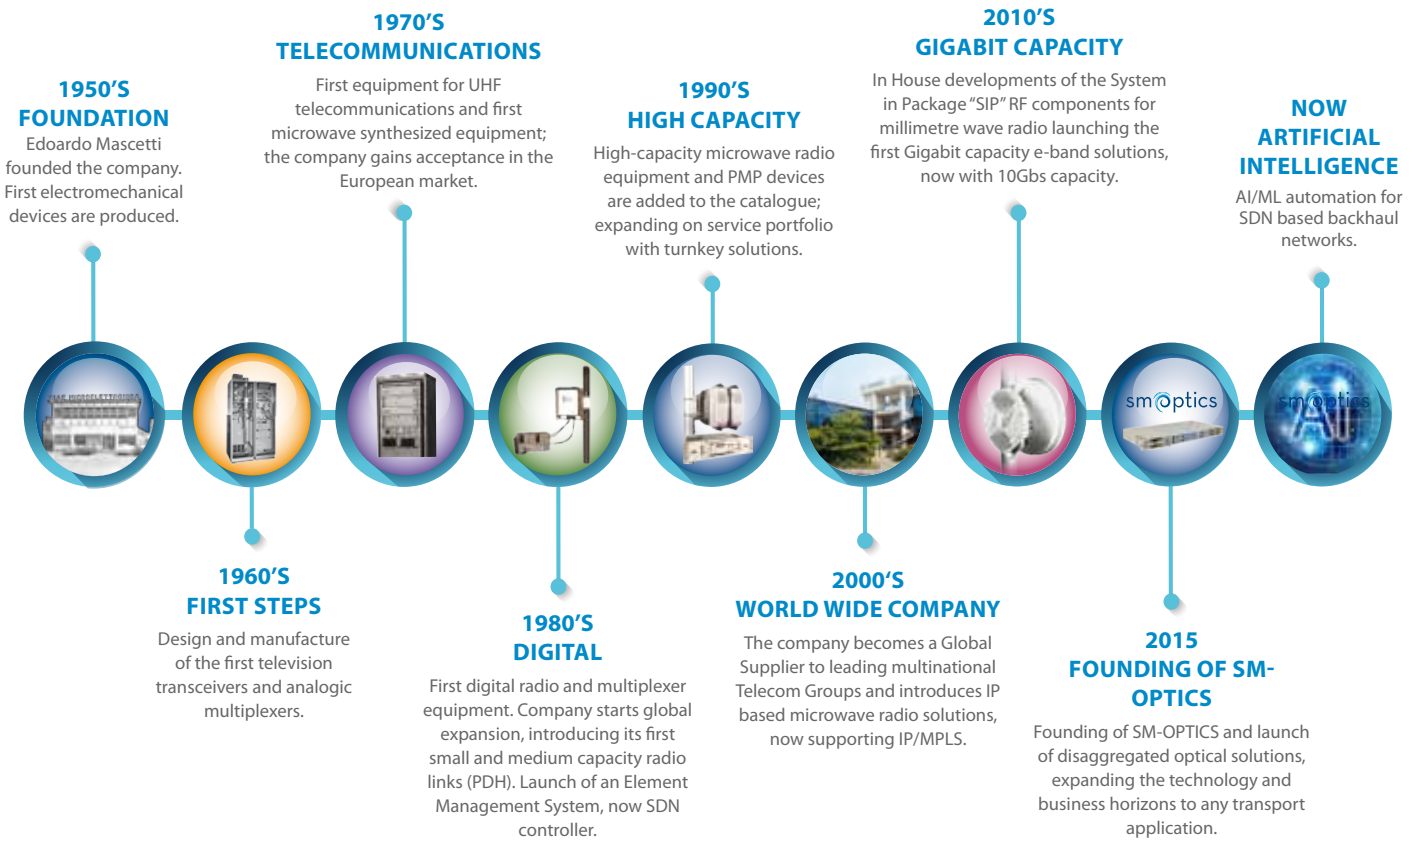 1950'S
FOUNDATION
Edoardo Mascetti
founded the company.
First electromechanical
devices are produced.
1960'S
FIRST STEPS
Design and manufacture
of the first television
transceivers and analogic
multiplexers.
1970'S
TELECOMMUNICATIONS
First equipment for UHF
telecommunications and first
microwave synthesized equipment;
the company gains acceptance in the
European market.
1980'S
DIGITAL
First digital radio and multiplexer
equipment. Company starts global
expansion, introducing its first
small and medium capacity radio
links (PDH). Launch of an Element
Management System, now SDN
controller.
1990'S
HIGH CAPACITY
High-capacity microwave radio
equipment and PMP devices
are added to the catalogue;
expanding on service portfolio
with turnkey solutions.
2000‘S
WORLD WIDE COMPANY
The company becomes a Global
Supplier to leading multinational
Telecom Groups and introduces IP
based microwave radio solutions,
now supporting IP/MPLS.
2010'S
GIGABIT CAPACITY
In House developments of the System
in Package “SIP” RF components for
millimetre wave radio launching the
first Gigabit capacity e-band solutions,
now with 10Gbs capacity.
sm optics
2015
FOUNDING OF SM-
OPTICS
Founding of SM-OPTICS and launch
of disaggregated optical solutions,
expanding the technology and
business horizons to any transport
application.
NOW
ARTIFICIAL
INTELLIGENCE
AI/ML automation for
SDN based backhaul
networks.
sm optics
AI